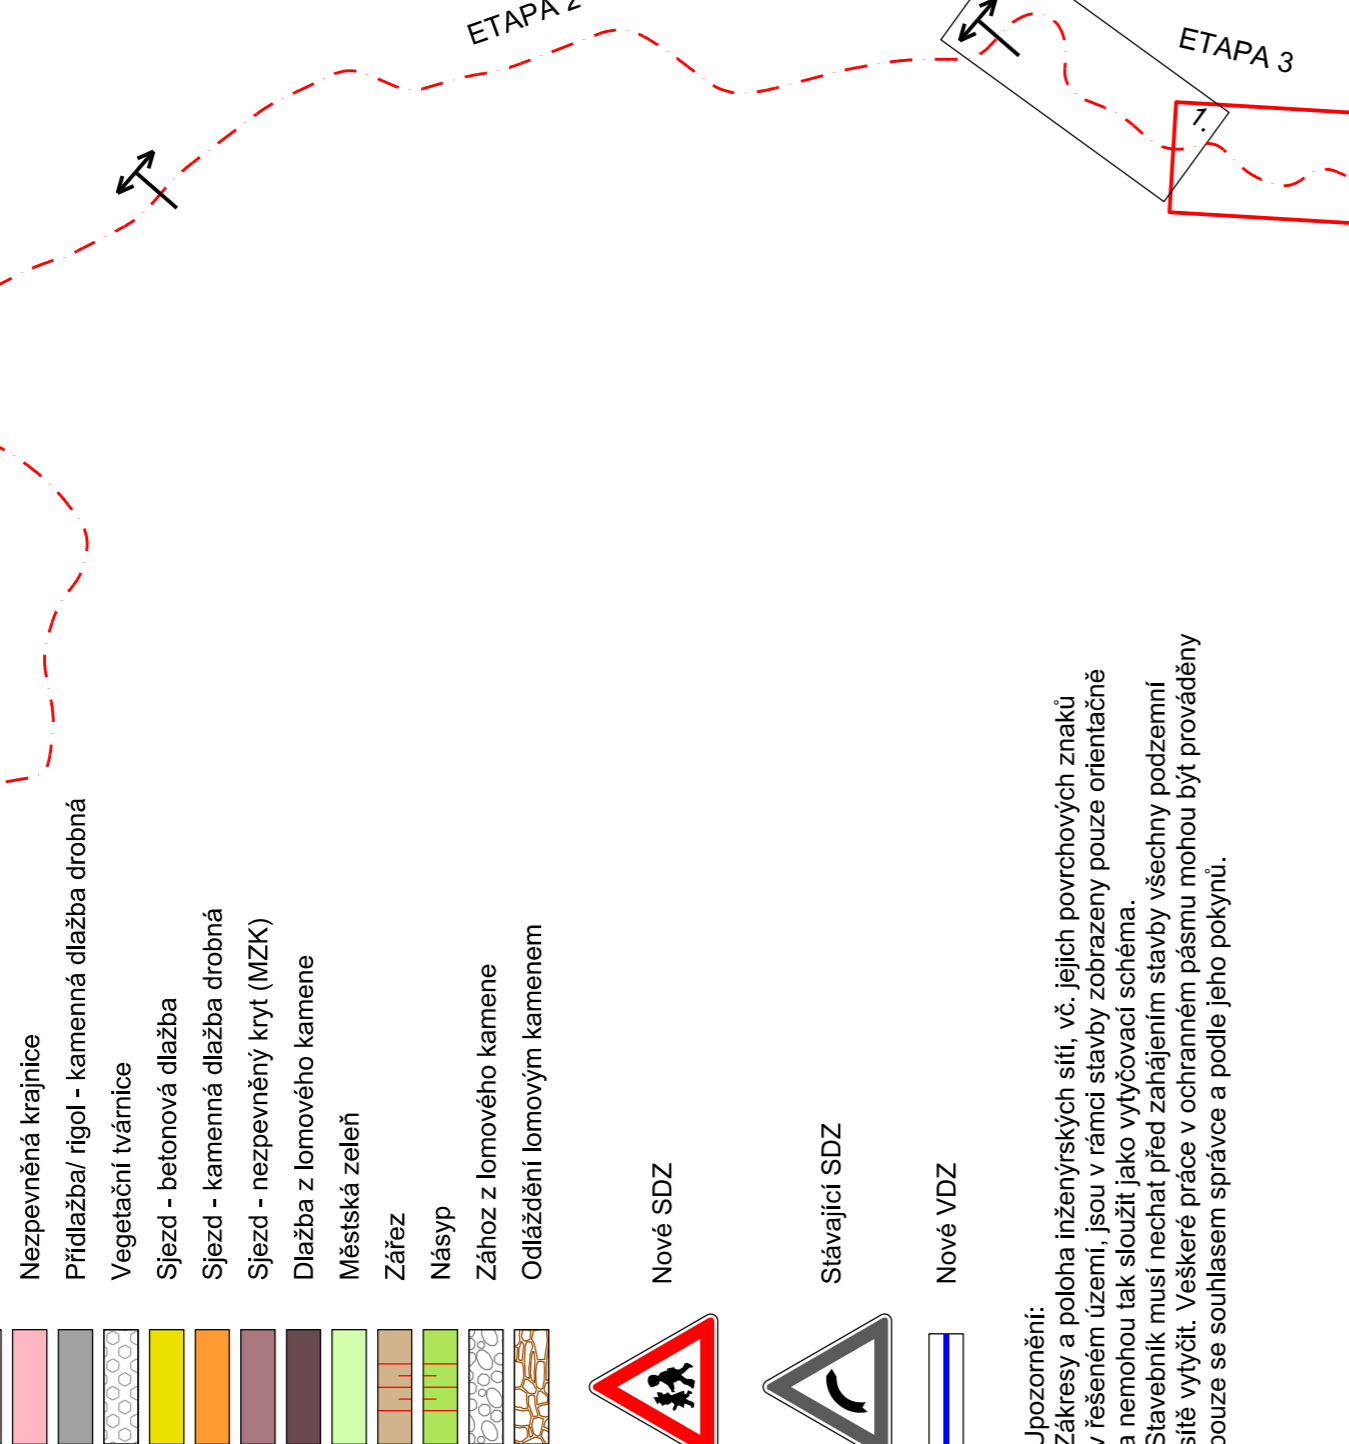 ETAPA 2
ETAPA 3
1.
Nezpevněná krajnice
Přídlažba/ rigol - kamenná dlažba drobná
Vegetační tvárnice
Sjezd - betonová dlažba
Sjezd - kamenná dlažba drobná
Sjezd - nezpevněný kryt (MZK)
Dlažba z lomového kamene
Městská zeleň
Zářez
Násyp
Zához z lomového kamene
Odláždění lomovým kamenem
Nové SDZ
Stávající SDZ
Nové VDZ
Upozornění:
Zákresy a poloha inženýrských sítí, vč. jejich povrchových znaků
v řešeném území, jsou v rámci stavby zobrazeny pouze orientačně
a nemohou tak sloužit jako vytyčovací schéma.
Stavebník musí nechat před zahájením stavby všechny podzemní
sítě vytyčit. Veškeré práce v ochranném pásmu mohou být prováděny
pouze se souhlasem správce a podle jeho pokynů.